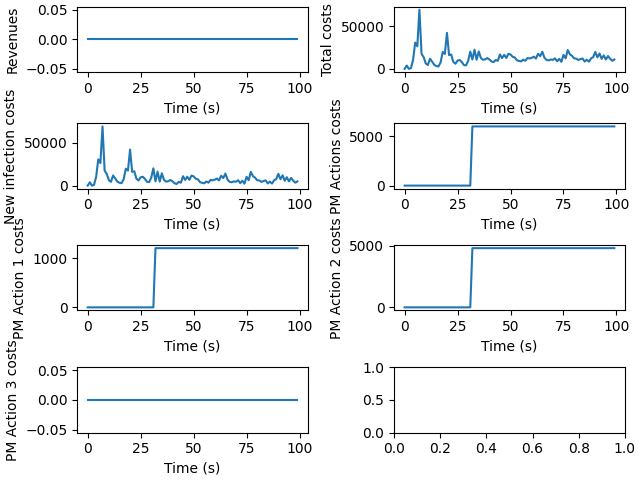 Revenues
0.05
0.00
−0.05
0 25 50 75 100
Time (s)
Total costs
50000
0
0 25 50 75 100
Time (s)
New infection costs
50000
0
0 25 50 75 100
Time (s)
PM Actions costs
5000
0
0 25 50 75 100
Time (s)
PM Action 1 costs
1000
0
0 25 50 75 100
Time (s)
PM Action 2 costs
5000
0
0 25 50 75 100
Time (s)
PM Action 3 costs
0.05
0.00
−0.05
0 25 50 75 100
Time (s)
1.0
0.5
0.0
0.0 0.2 0.4 0.6 0.8 1.0